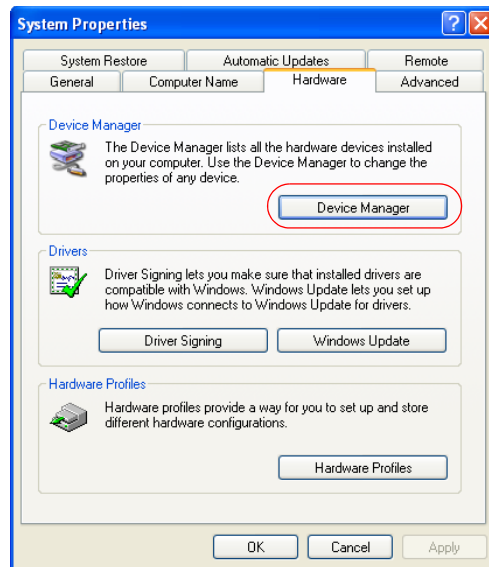 System Properties
System Restore Automatic Updates Remote
General Computer Name Hardware Advanced
Device Manager
The Device Manager lists all the hardware devices installed
on your computer. Use the Device Manager to change the
properties of any device.
Device Manager
Drivers
Driver Signing lets you make sure that installed drivers are
compatible with Windows. Windows Update lets you set up
how Windows connects to Windows Update for drivers.
Driver Signing Windows Update
Hardware Profiles
Hardware profiles provide a way for you to set up and store
different hardware configurations.
Hardware Profiles
OK Cancel Apply